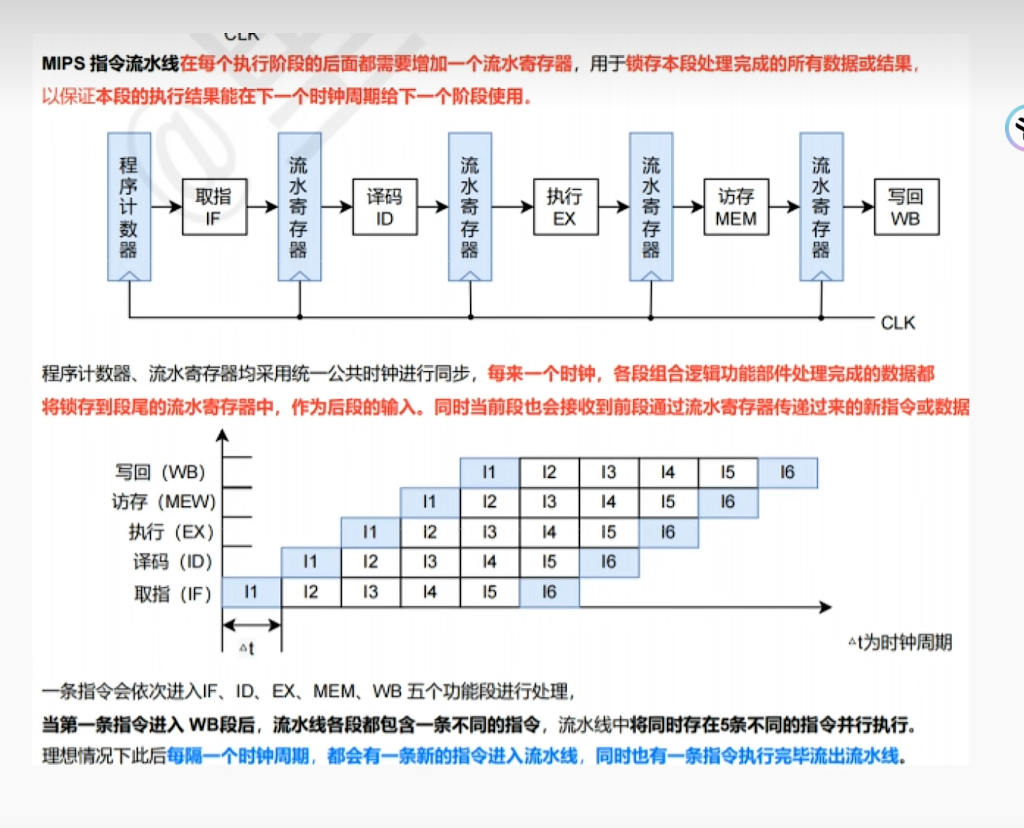 CLK
MIPS 指令流水线在每个执行阶段的后面都需要增加一个流水寄存器，用于锁存本段处理完成的所有数据或结果，
以保证本段的执行结果能在下一个时钟周期给下一个阶段使用。
程序计数器
取指
IF
流水寄存器
译码
ID
流水寄存器
执行
EX
流水寄存器
访存
MEM
流水寄存器
写回
WB
CLK
程序计数器、流水寄存器均采用统一公共时钟进行同步，每来一个时钟，各段组合逻辑功能部件处理完成的数据都
将锁存到段尾的流水寄存器中，作为后段的输入。同时当前段也会接收到前段通过流水寄存器传递过来的新指令或数据
写回（WB） I1 I2 I3 I4 I5 I6
访存（MEW） I1 I2 I3 I4 I5 I6
执行（EX） I1 I2 I3 I4 I5 I6
译码（ID） I1 I2 I3 I4 I5 I6
取指（IF） I1 I2 I3 I4 I5 I6
△t
△t为时钟周期
一条指令会依次进入IF、ID、EX、MEM、WB 五个功能段进行处理，
当第一条指令进入 WB段后，流水线各段都包含一条不同的指令，流水线中将同时存在5条不同的指令并行执行。
理想情况下此后每隔一个时钟周期，都会有一条新的指令进入流水线，同时也有一条指令执行完毕流出流水线。